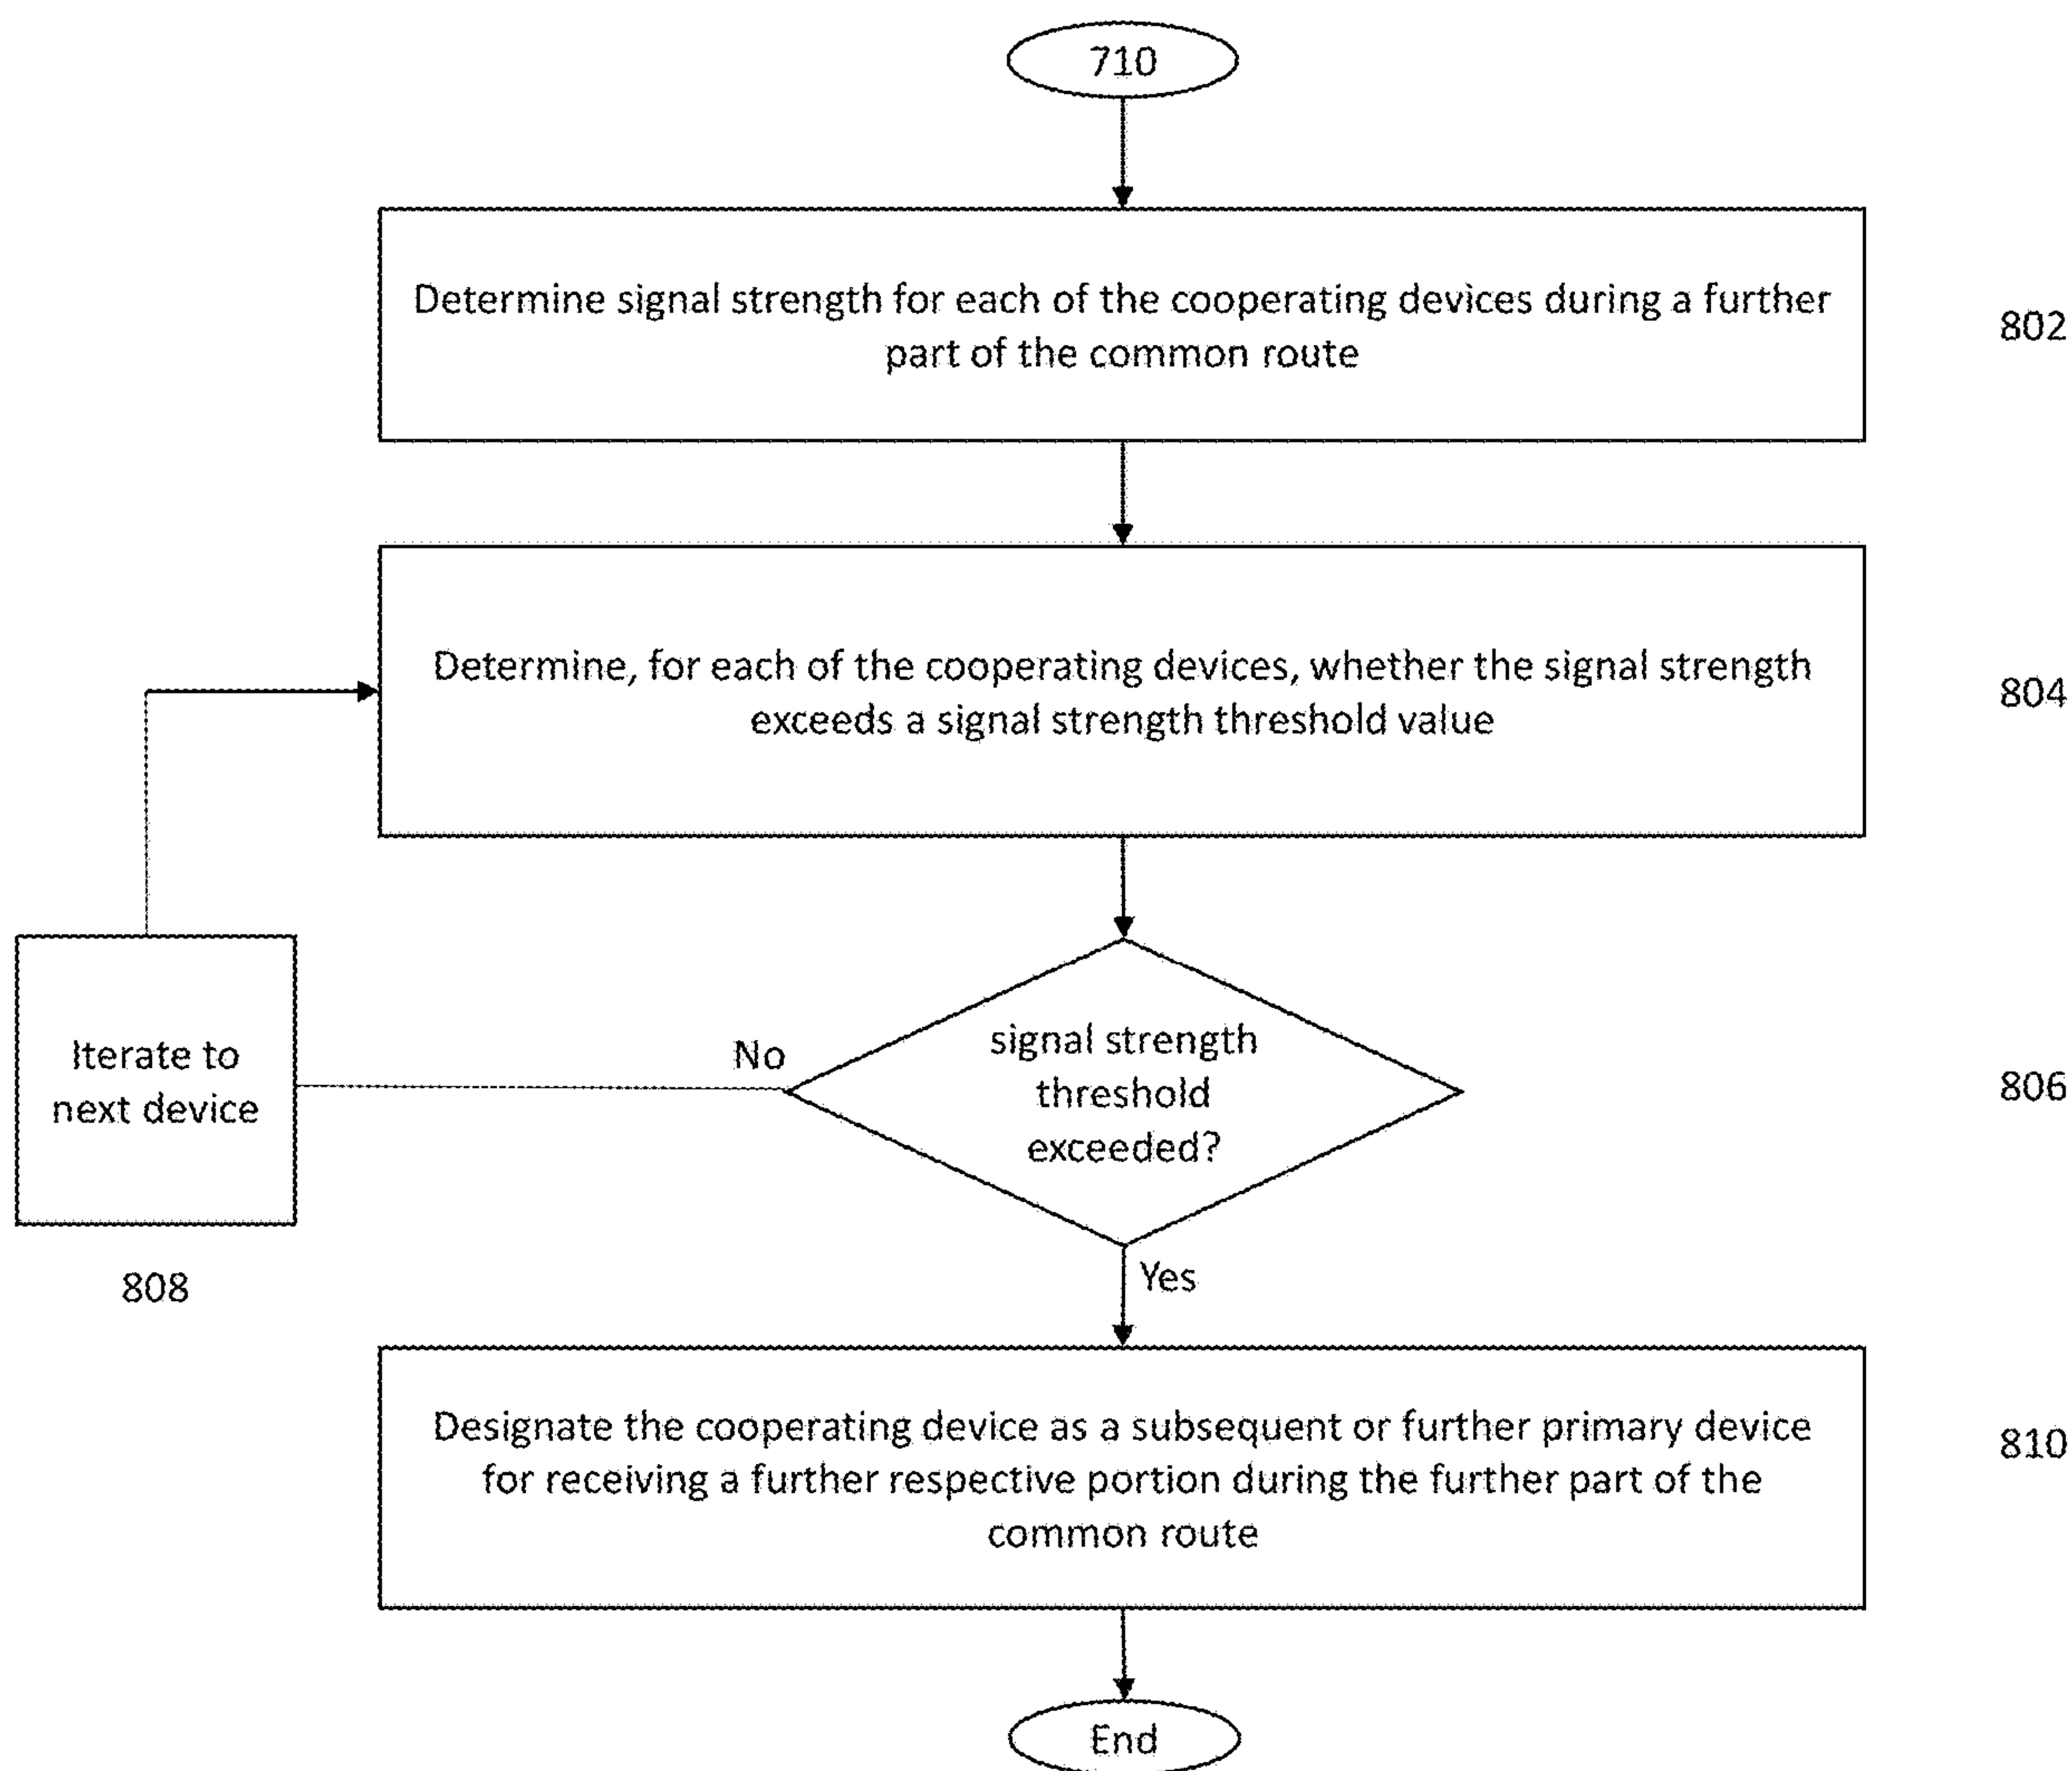 710
Determine signal strength for each of the cooperating devices during a further
part of the common route
802
Determine, for each of the cooperating devices, whether the signal strength
exceeds a signal strength threshold value
804
Iterate to
next device
808
No
signal strength
threshold
exceeded?
806
Yes
Designate the cooperating device as a subsequent or further primary device
for receiving a further respective portion during the further part of the
common route
810
End